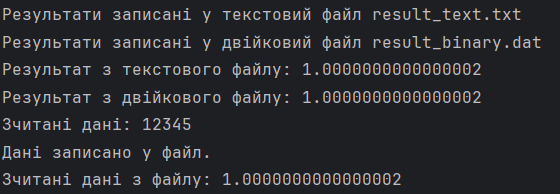 Результати записані у текстовий файл result_text.txt
Результати записані у двійковий файл result_binary.dat
Результат з текстового файлу: 1.0000000000000002
Результат з двійкового файлу: 1.0000000000000002
Зчитані дані: 12345
Дані записано у файл.
Зчитані дані з файлу: 1.0000000000000002